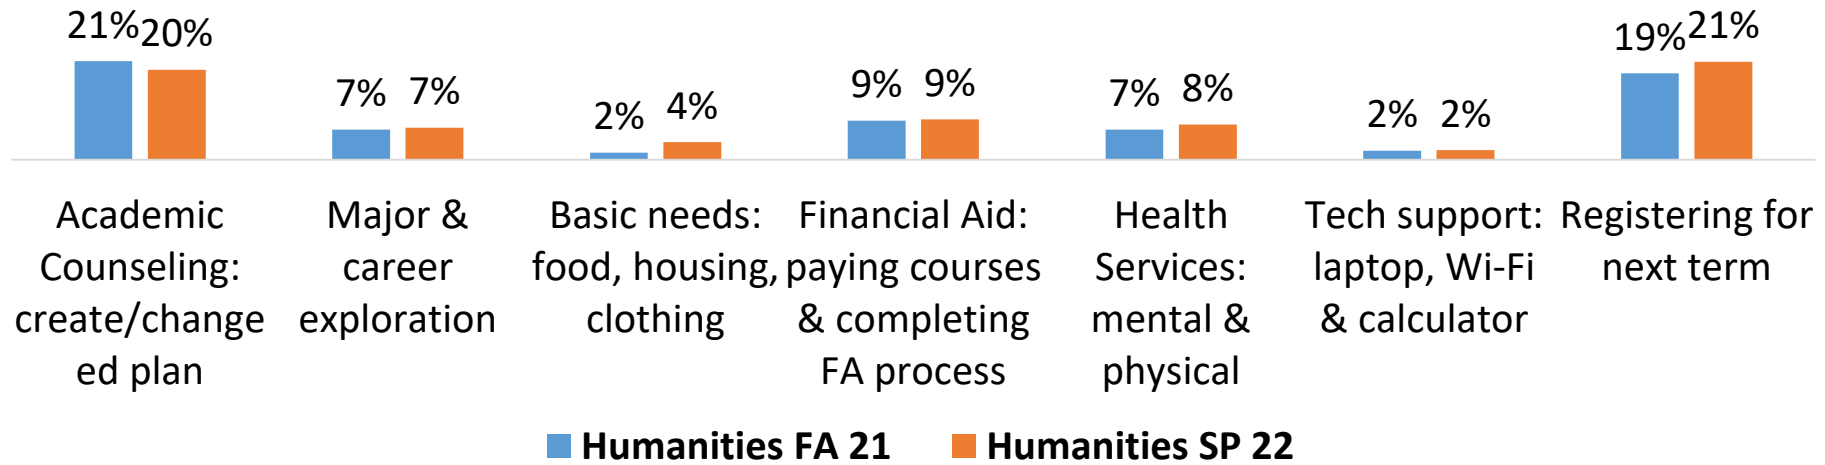 21% 20%
7% 7%
2% 4%
9% 9%
7% 8%
2% 2%
19% 21%
Academic
Counseling:
create/change
ed plan
Major &
career
exploration
Basic needs:
food, housing,
clothing
Financial Aid:
paying courses
& completing
FA process
Health
Services:
mental &
physical
Tech support:
laptop, Wi-Fi
& calculator
Registering for
next term
Humanities FA 21
Humanities SP 22